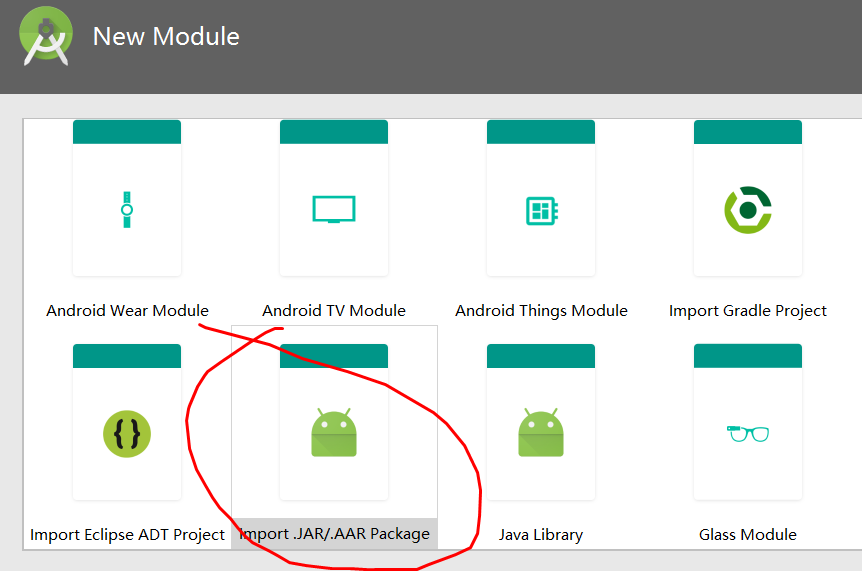 New Module
Android Wear Module
Android TV Module
Android Things Module
Import Gradle Project
Import Eclipse ADT Project
Import .JAR/.AAR Package
Java Library
Glass Module